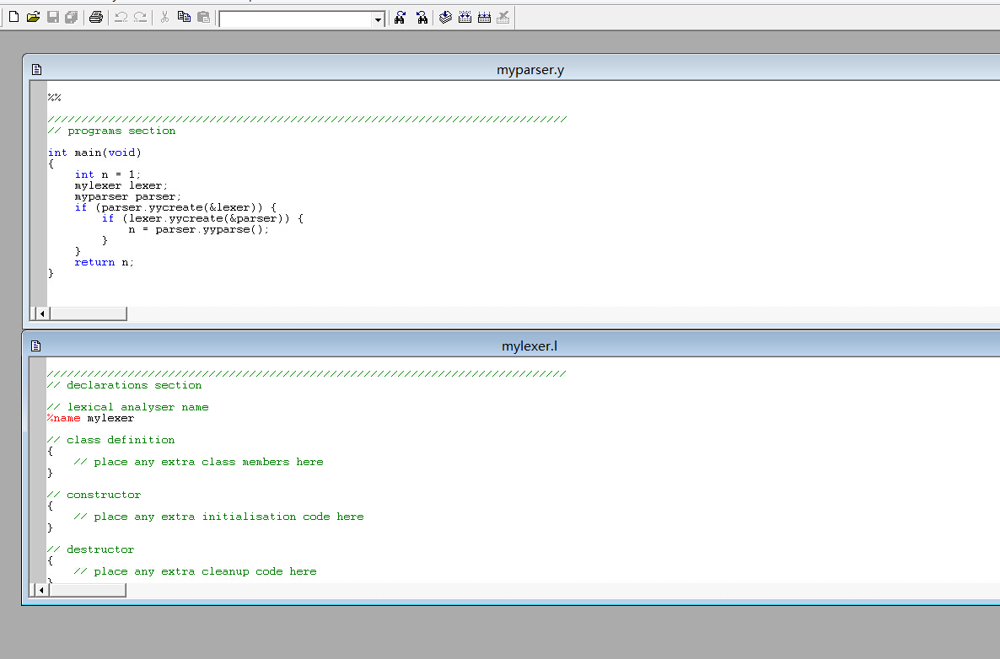 myparser.y
%%
/////////////////////////////////////////////////////////////////////////////
// programs section
int main(void)
{
    int n = 1;
    mylexer lexer;
    myparser parser;
    if (parser.yycreate(&lexer)) {
        if (lexer.yycreate(&parser)) {
            n = parser.yyparse();
        }
    }
    return n;
}
mylexer.l
/////////////////////////////////////////////////////////////////////////////
// declarations section
// lexical analyser name
%name mylexer
// class definition
{
    // place any extra class members here
}
// constructor
{
    // place any extra initialisation code here
}
// destructor
{
    // place any extra cleanup code here
}